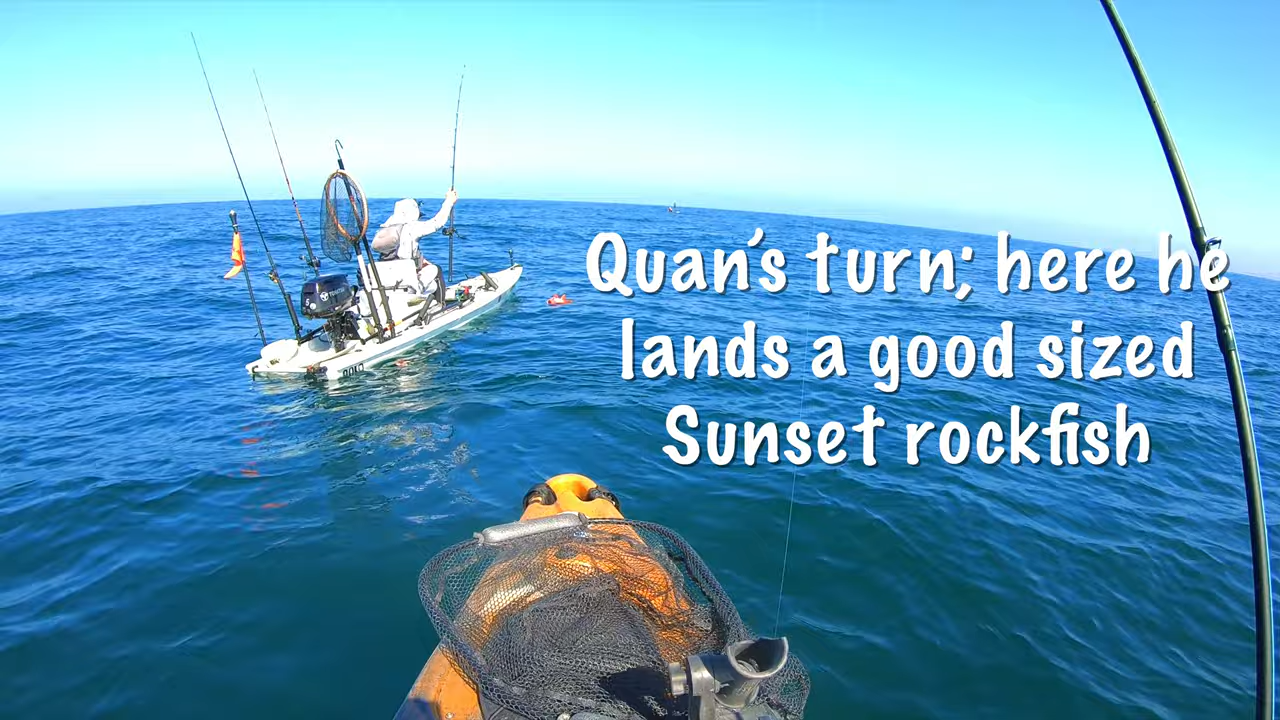 Quan's turn; here he
lands a good sized
Sunset rockfish